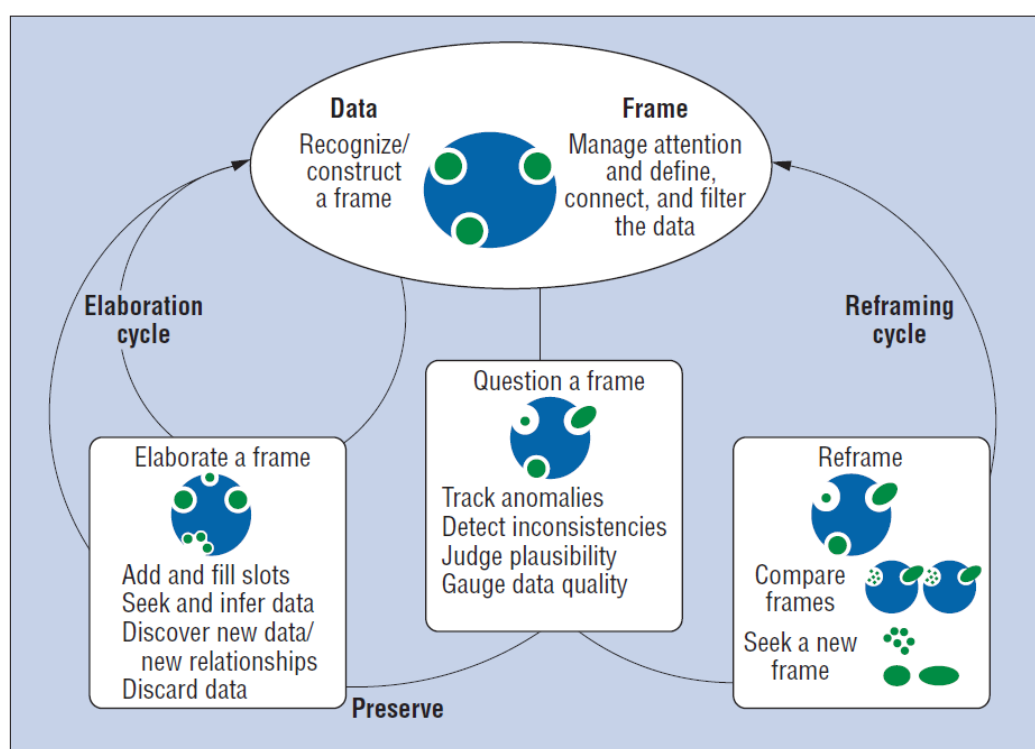 Data
Recognize/
construct
a frame
Frame
Manage attention
and define,
connect, and filter
the data
Elaboration
cycle
Reframing
cycle
Elaborate a frame
Add and fill slots
Seek and infer data
Discover new data/
new relationships
Discard data
Question a frame
Track anomalies
Detect inconsistencies
Judge plausibility
Gauge data quality
Reframe
Compare
frames
Seek a new
frame
Preserve